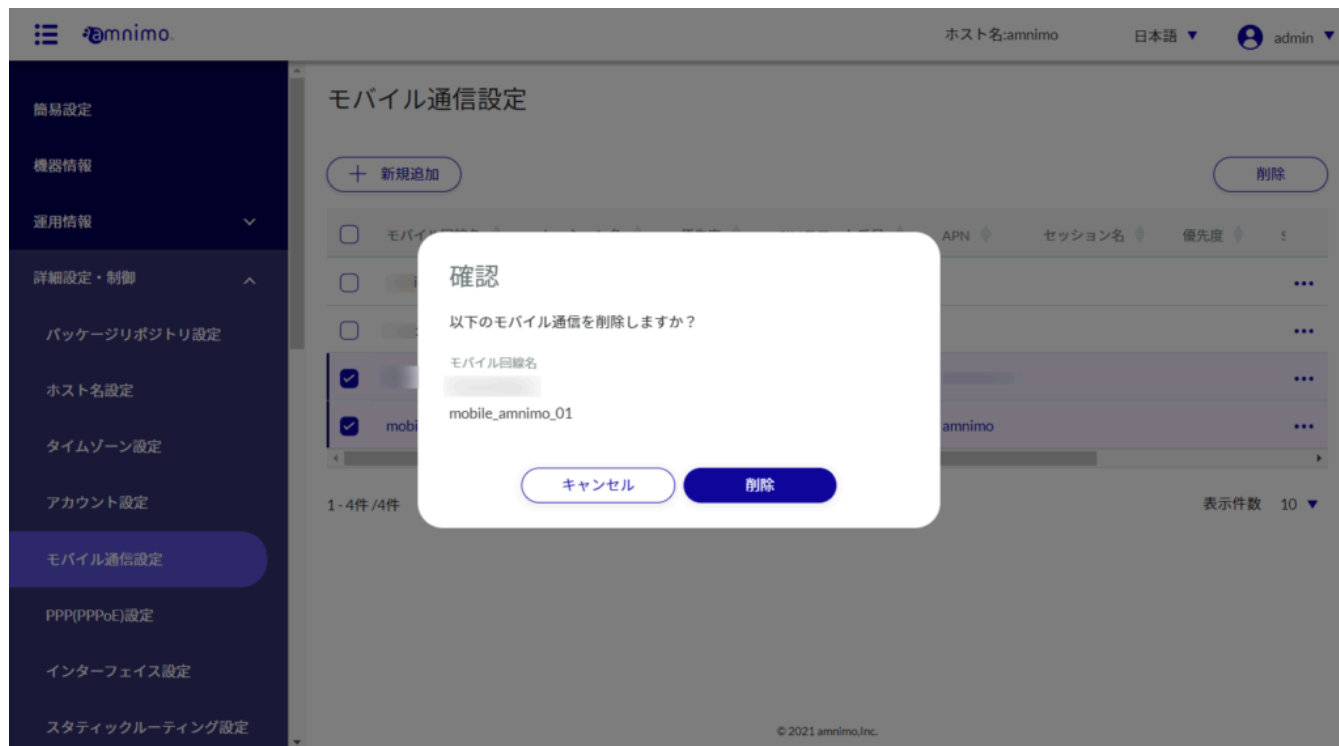 amnimo.
ホスト名:amnimo
日本語
admin
簡易設定
機器情報
運用情報
詳細設定・制御
パッケージリポジトリ設定
ホスト名設定
タイムゾーン設定
アカウント設定
モバイル通信設定
PPP(PPPoE)設定
インターフェイス設定
スタティックルーティング設定
モバイル通信設定
新規追加
削除
APN
セッション名
優先度
amnimo
確認
以下のモバイル通信を削除しますか？
モバイル回線名
mobile_amnimo_01
キャンセル
削除
1 - 4件 /4件
表示件数 10
© 2021 amnimo,Inc.